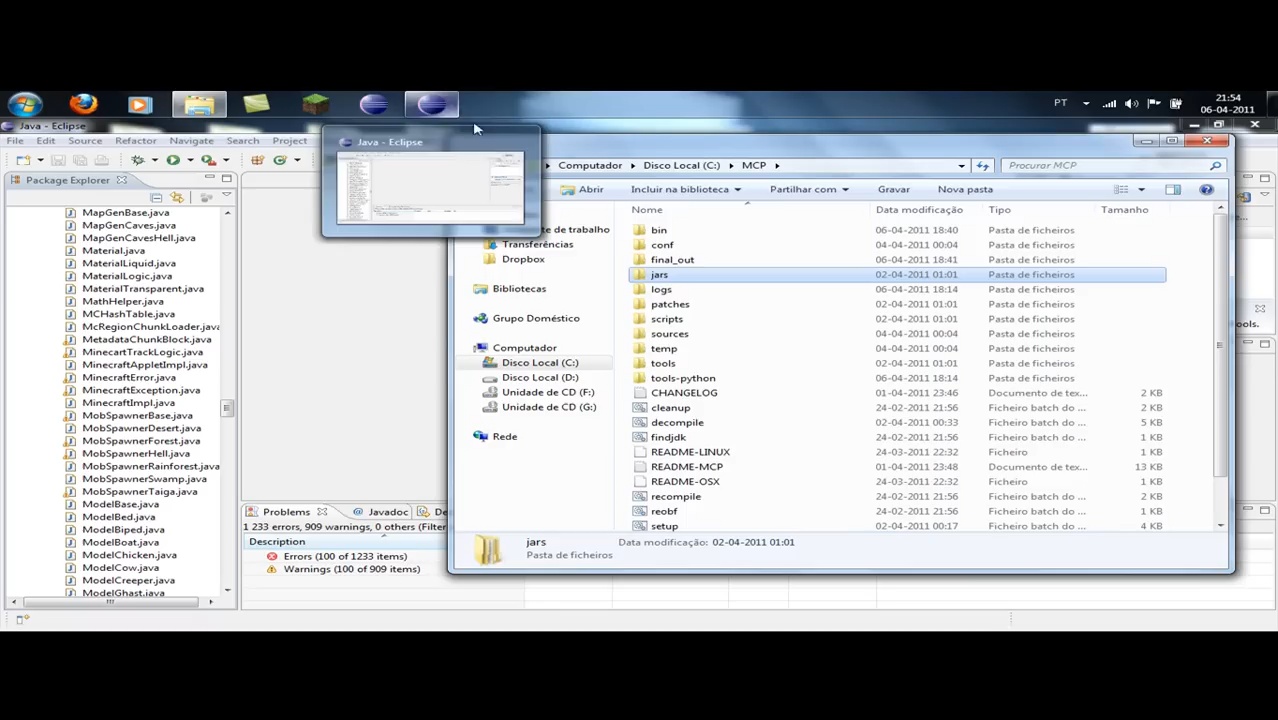 PT
21:54
06-04-2011
Java - Eclipse
File Edit Source Refactor Navigate Search Project
Java - Eclipse
Package Explorer
MapGenBase.java
MapGenCaves.java
MapGenCavesHell.java
Material.java
MaterialLiquid.java
MaterialLogic.java
MaterialTransparent.java
MathHelper.java
MCHashTable.java
McRegionChunkLoader.java
MetadataChunkBlock.java
MinecartTrackLogic.java
MinecraftAppletImpl.java
MinecraftError.java
MinecraftException.java
MinecraftImpl.java
MobSpawnerBase.java
MobSpawnerDesert.java
MobSpawnerForest.java
MobSpawnerHell.java
MobSpawnerRainforest.java
MobSpawnerSwamp.java
MobSpawnerTaiga.java
ModelBase.java
ModelBed.java
ModelBiped.java
ModelBoat.java
ModelChicken.java
ModelCow.java
ModelCreeper.java
ModelGhast.java
Problems Javadoc De
1 233 errors, 909 warnings, 0 others (Filter
Description
Errors (100 of 1233 items)
Warnings (100 of 909 items)
Computador Disco Local (C:) MCP
Procurar MCP
Abrir Incluir na biblioteca Partilhar com Gravar Nova pasta
te de trabalho
Transferências
Dropbox
Bibliotecas
Grupo Doméstico
Computador
Disco Local (C:)
Disco Local (D:)
Unidade de CD (F:)
Unidade de CD (G:)
Rede
Nome Data modificação Tipo Tamanho
bin 06-04-2011 18:40 Pasta de ficheiros
conf 04-04-2011 00:04 Pasta de ficheiros
final_out 06-04-2011 18:41 Pasta de ficheiros
jars 02-04-2011 01:01 Pasta de ficheiros
logs 06-04-2011 18:14 Pasta de ficheiros
patches 02-04-2011 01:01 Pasta de ficheiros
scripts 02-04-2011 01:01 Pasta de ficheiros
sources 04-04-2011 00:04 Pasta de ficheiros
temp 04-04-2011 00:04 Pasta de ficheiros
tools 02-04-2011 01:01 Pasta de ficheiros
tools-python 06-04-2011 18:14 Pasta de ficheiros
CHANGELOG 01-04-2011 23:46 Documento de tex... 2 KB
cleanup 24-02-2011 21:56 Ficheiro batch do ... 2 KB
decompile 02-04-2011 00:33 Ficheiro batch do ... 5 KB
findjdk 24-02-2011 21:56 Ficheiro batch do ... 1 KB
README-LINUX 24-03-2011 22:32 Ficheiro 1 KB
README-MCP 01-04-2011 23:48 Documento de tex... 13 KB
README-OSX 24-03-2011 22:32 Ficheiro 1 KB
recompile 24-02-2011 21:56 Ficheiro batch do ... 2 KB
reobf 24-02-2011 21:56 Ficheiro batch do ... 1 KB
setup 02-04-2011 00:17 Ficheiro batch do ... 4 KB
jars Data modificação: 02-04-2011 01:01
Pasta de ficheiros
ools.